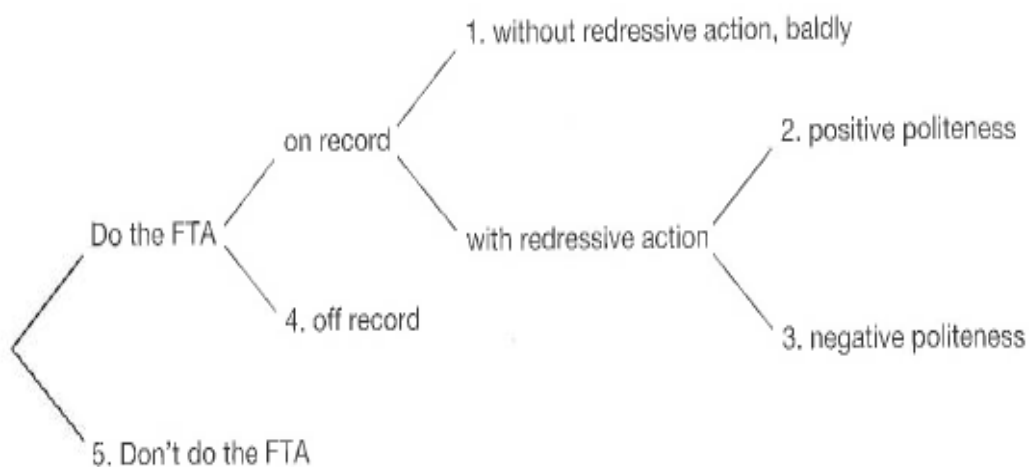 1. without redressive action, baldly
on record
2. positive politeness
Do the FTA
with redressive action
4. off record
3. negative politeness
5. Don't do the FTA